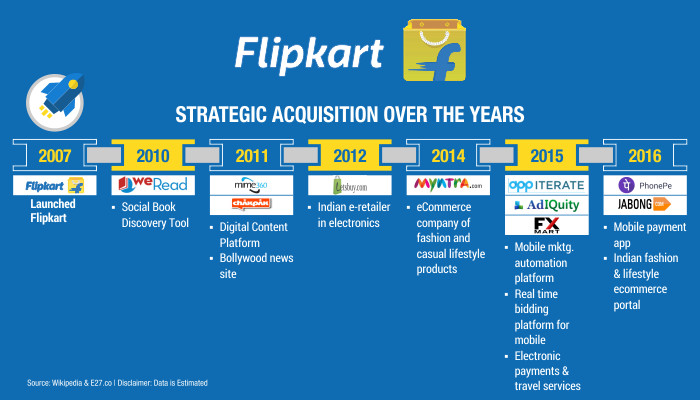 Flipkart
STRATEGIC ACQUISITION OVER THE YEARS
2007
Flipkart
Launched
Flipkart
2010
weRead
Social Book
Discovery Tool
2011
mime360
chakpak
Digital Content
Platform
Bollywood news
site
2012
Letsbuy.com
Indian e-retailer
in electronics
2014
myntra.com
eCommerce
company of
fashion and
casual lifestyle
products
2015
appITERATE
AdIQuity
FX
MART
Mobile mktg.
automation
platform
Real time
bidding
platform for
mobile
Electronic
payments &
travel services
2016
PhonePe
JABONG
Mobile payment
app
Indian fashion
& lifestyle
ecommerce
portal
Source: Wikipedia & E27.co | Disclaimer: Data is Estimated